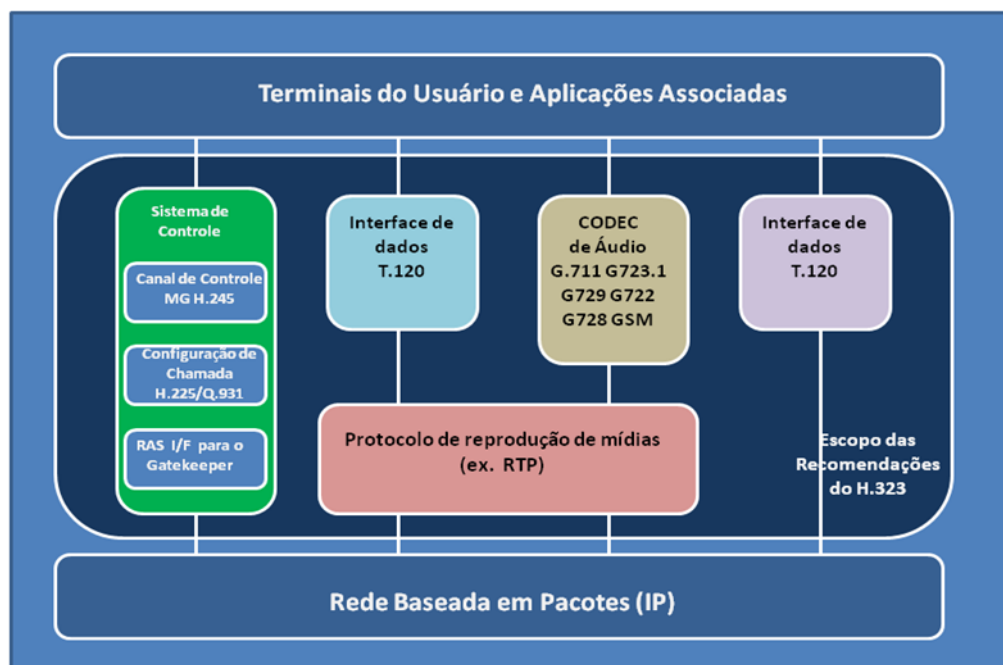 Terminais do Usuário e Aplicações Associadas
Sistema de
Controle
Canal de Controle
MG H.245
Configuração de
Chamada
H.225/Q.931
RAS I/F para o
Gatekeeper
Interface de
dados
T.120
CODEC
de Áudio
G.711 G723.1
G729 G722
G728 GSM
Interface de
dados
T.120
Protocolo de reprodução de mídias
(ex. RTP)
Escopo das
Recomendações
do H.323
Rede Baseada em Pacotes (IP)